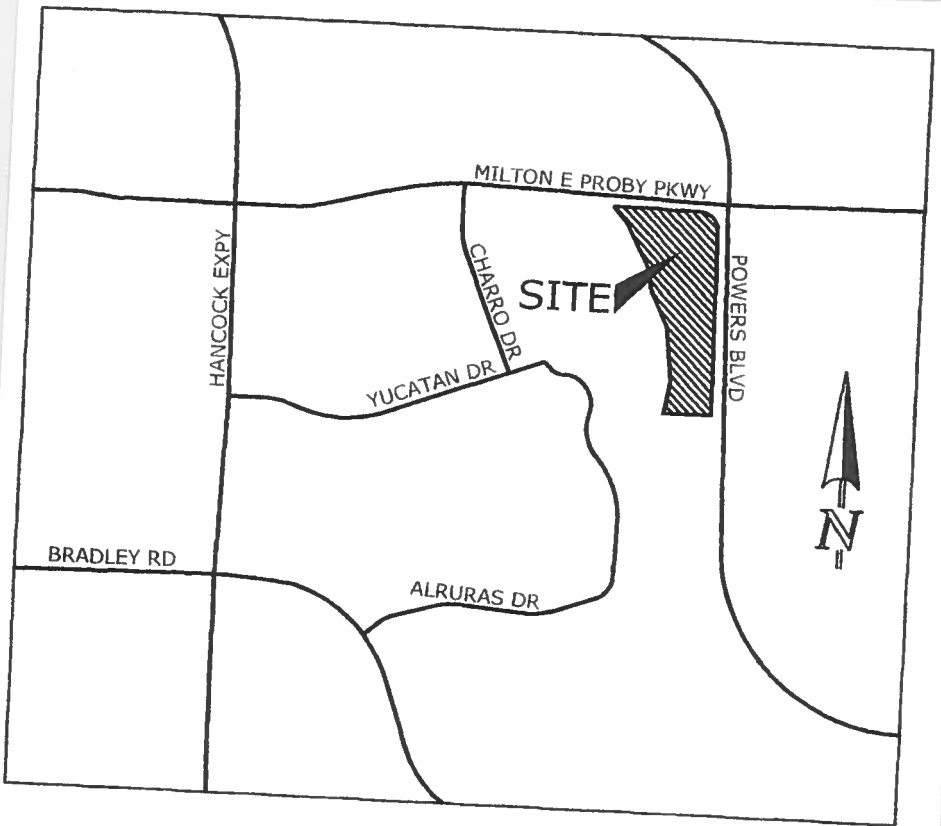 MILTON E PROBY PKWY
HANCOCK EXPY
CHARRO DR
SITE
POWERS BLVD
YUCATAN DR
N
BRADLEY RD
ALRURAS DR